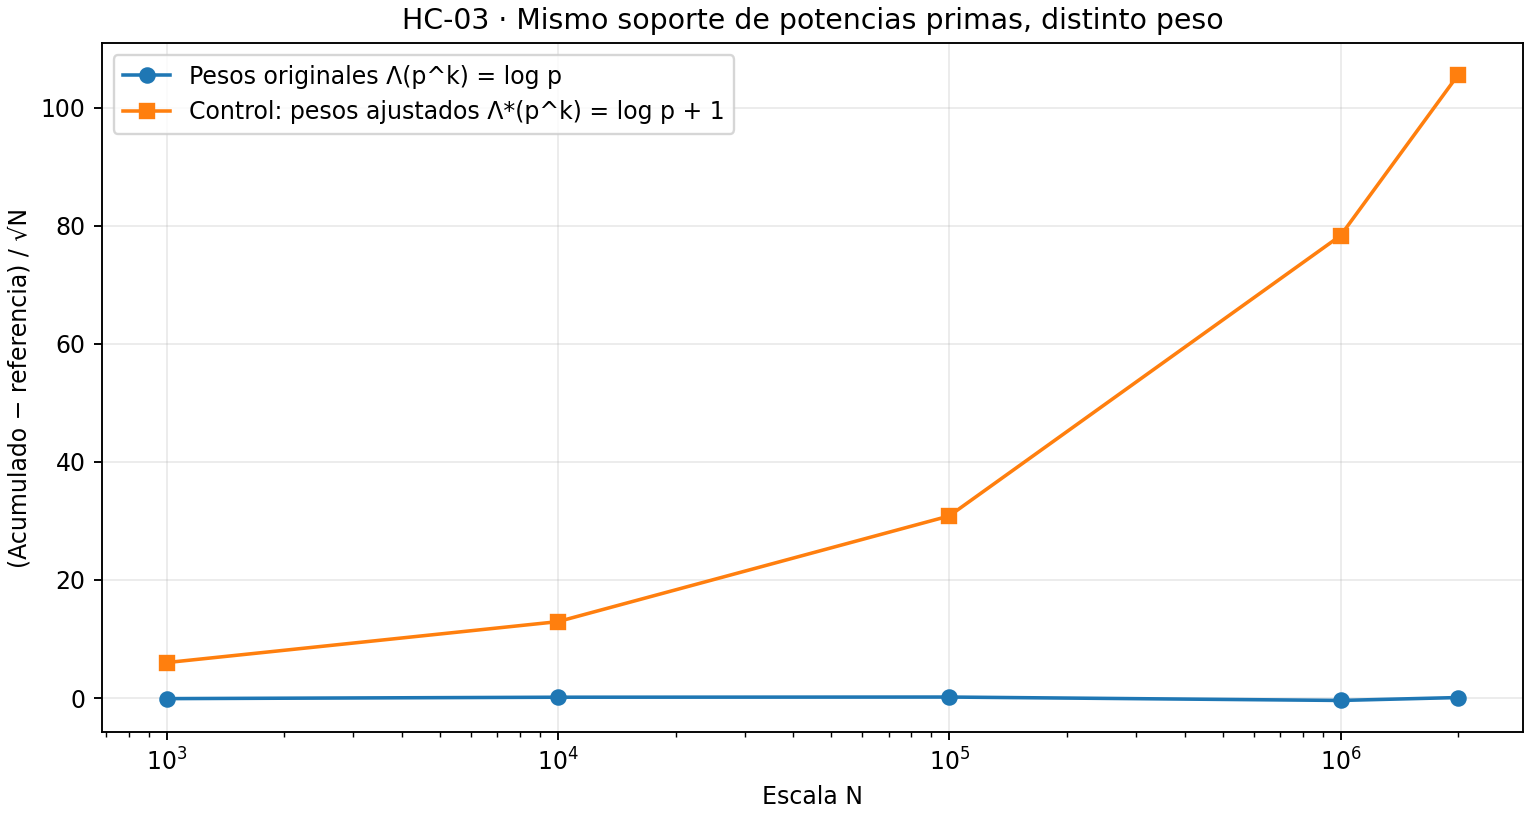 HC-03 · Mismo soporte de potencias primas, distinto peso
Pesos originales Λ(p^k) = log p
Control: pesos ajustados Λ*(p^k) = log p + 1
(Acumulado − referencia) / √N
100
80
60
40
20
0
10³
10⁴
10⁵
10⁶
Escala N